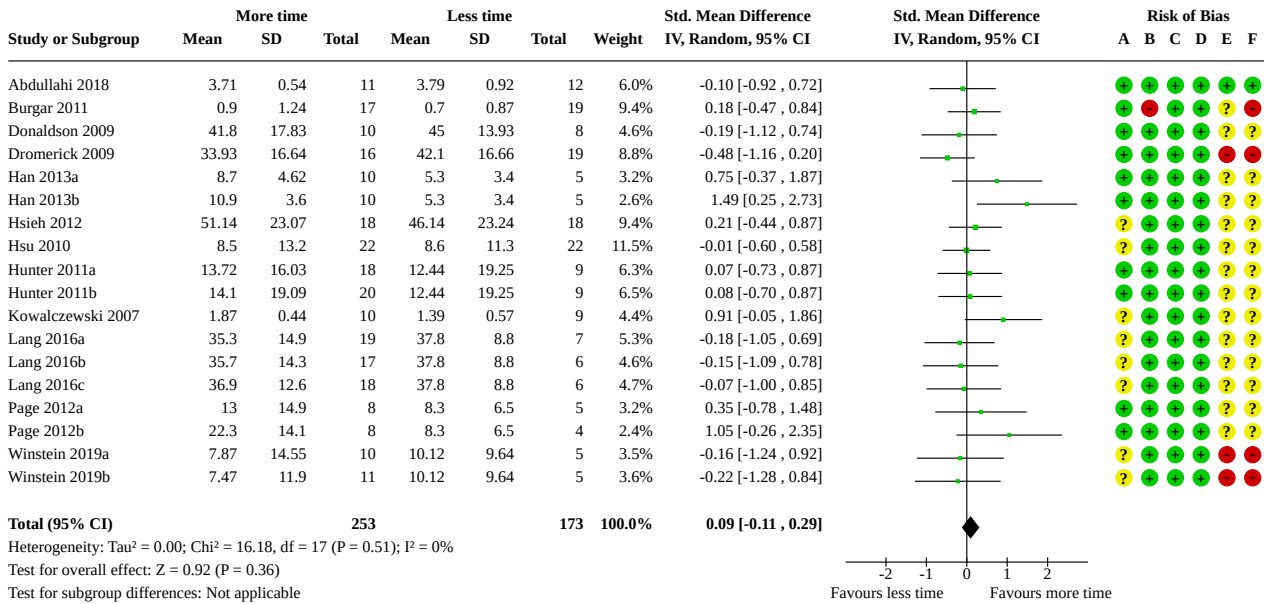 More time Less time Std. Mean Difference Std. Mean Difference Risk of Bias
Study or Subgroup Mean SD Total Mean SD Total Weight IV, Random, 95% CI IV, Random, 95% CI A B C D E F
Abdullahi 2018 3.71 0.54 11 3.79 0.92 12 6.0% -0.10 [-0.92 , 0.72] + + + + + +
Burgar 2011 0.9 1.24 17 0.7 0.87 19 9.4% 0.18 [-0.47 , 0.84] + - + + ? -
Donaldson 2009 41.8 17.83 10 45 13.93 8 4.6% -0.19 [-1.12 , 0.74] + + + + ? ?
Dromerick 2009 33.93 16.64 16 42.1 16.66 19 8.8% -0.48 [-1.16 , 0.20] + + + + - -
Han 2013a 8.7 4.62 10 5.3 3.4 5 3.2% 0.75 [-0.37 , 1.87] + + + + ? ?
Han 2013b 10.9 3.6 10 5.3 3.4 5 2.6% 1.49 [0.25 , 2.73] + + + + ? ?
Hsieh 2012 51.14 23.07 18 46.14 23.24 18 9.4% 0.21 [-0.44 , 0.87] ? + + + ? ?
Hsu 2010 8.5 13.2 22 8.6 11.3 22 11.5% -0.01 [-0.60 , 0.58] ? + + + ? ?
Hunter 2011a 13.72 16.03 18 12.44 19.25 9 6.3% 0.07 [-0.73 , 0.87] + + + + ? ?
Hunter 2011b 14.1 19.09 20 12.44 19.25 9 6.5% 0.08 [-0.70 , 0.87] + + + + ? ?
Kowalczewski 2007 1.87 0.44 10 1.39 0.57 9 4.4% 0.91 [-0.05 , 1.86] ? + + + ? ?
Lang 2016a 35.3 14.9 19 37.8 8.8 7 5.3% -0.18 [-1.05 , 0.69] ? + + + ? ?
Lang 2016b 35.7 14.3 17 37.8 8.8 6 4.6% -0.15 [-1.09 , 0.78] ? + + + ? ?
Lang 2016c 36.9 12.6 18 37.8 8.8 6 4.7% -0.07 [-1.00 , 0.85] ? + + + ? ?
Page 2012a 13 14.9 8 8.3 6.5 5 3.2% 0.35 [-0.78 , 1.48] + + + + ? ?
Page 2012b 22.3 14.1 8 8.3 6.5 4 2.4% 1.05 [-0.26 , 2.35] + + + + ? ?
Winstein 2019a 7.87 14.55 10 10.12 9.64 5 3.5% -0.16 [-1.24 , 0.92] ? + + + - -
Winstein 2019b 7.47 11.9 11 10.12 9.64 5 3.6% -0.22 [-1.28 , 0.84] ? + + + - -
Total (95% CI) 253 173 100.0% 0.09 [-0.11 , 0.29]
Heterogeneity: Tau² = 0.00; Chi² = 16.18, df = 17 (P = 0.51); I² = 0%
Test for overall effect: Z = 0.92 (P = 0.36) -2 -1 0 1 2
Test for subgroup differences: Not applicable Favours less time Favours more time